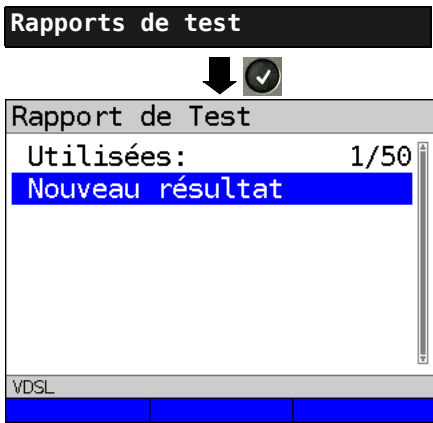 Rapports de test
Rapport de Test
Utilisées: 1/50
Nouveau résultat
VDSL